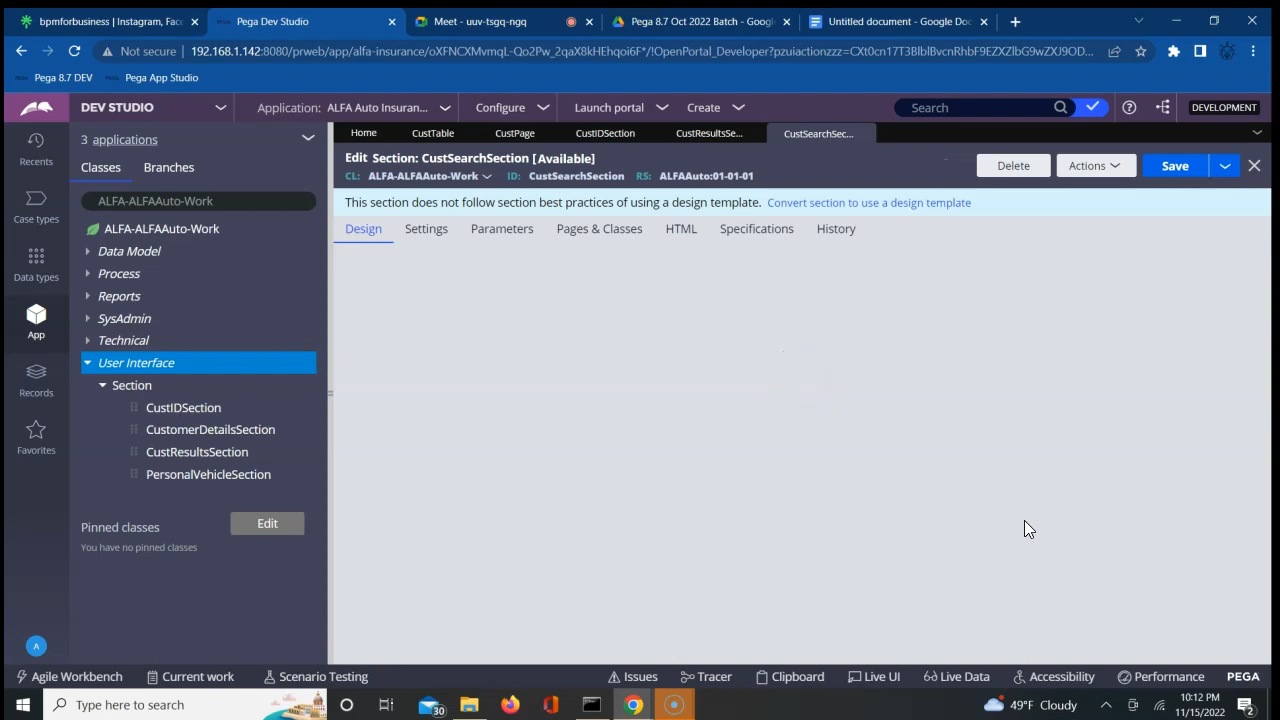 bpmforbusiness | Instagram, Face
Pega Dev Studio
Meet - uuv-tsgq-ngq
Pega 8.7 Oct 2022 Batch - Googl
Untitled document - Google Doc
Not secure | 192.168.1.142:8080/prweb/app/alfa-insurance/oXFNCXMvmqL-Qo2Pw_2qaX8kHEhqoi6F*/!OpenPortal_Developer?pzuiactionzzz=CXt0cn17T3BlblBvcnRhbF9EZXZlbG9wZXJ9OD...
Pega 8.7 DEV
Pega App Studio
DEV STUDIO
Application: ALFA Auto Insuran...
Configure
Launch portal
Create
Search
DEVELOPMENT
Recents
Case types
Data types
App
Records
Favorites
A
3 applications
Classes
Branches
ALFA-ALFAAuto-Work
ALFA-ALFAAuto-Work
Data Model
Process
Reports
SysAdmin
Technical
User Interface
Section
CustIDSection
CustomerDetailsSection
CustResultsSection
PersonalVehicleSection
Pinned classes
Edit
You have no pinned classes
Home
CustTable
CustPage
CustIDSection
CustResultsSe...
CustSearchSec...
Edit Section: CustSearchSection [Available]
CL: ALFA-ALFAAuto-Work ID: CustSearchSection RS: ALFAAuto:01-01-01
Delete
Actions
Save
This section does not follow section best practices of using a design template. Convert section to use a design template
Design
Settings
Parameters
Pages & Classes
HTML
Specifications
History
Agile Workbench
Current work
Scenario Testing
Issues
Tracer
Clipboard
Live UI
Live Data
Accessibility
Performance
PEGA
Type here to search
30
49°F Cloudy
10:12 PM
11/15/2022
2